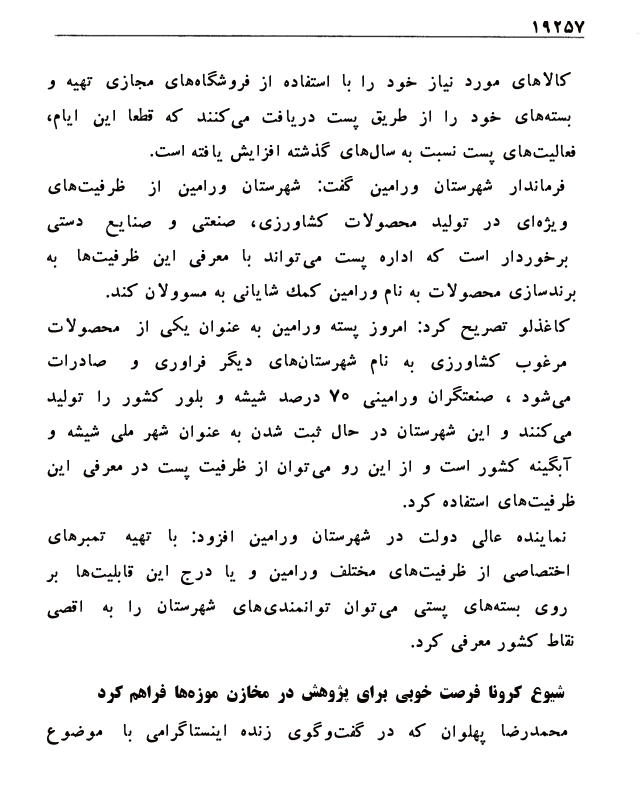 ۱۹۲۵۷
کالاهای مورد نیاز خود را با استفاده از فروشگاه‌های مجازی تهیه و
بسته‌های خود را از طریق پست دریافت می‌کنند که قطعا این ایام،
فعالیت‌های پست نسبت به سال‌های گذشته افزایش یافته است.
فرماندار شهرستان ورامین گفت: شهرستان ورامین از ظرفیت‌های
ویژه‌ای در تولید محصولات کشاورزی، صنعتی و صنایع دستی
برخوردار است که اداره پست می‌تواند با معرفی این ظرفیت‌ها به
برندسازی محصولات به نام ورامین کمك شایانی به مسوولان کند.
کاغذلو تصریح کرد: امروز پسته ورامین به عنوان یکی از محصولات
مرغوب کشاورزی به نام شهرستان‌های دیگر فراوری و صادرات
می‌شود ، صنعتگران ورامینی ۷۰ درصد شیشه و بلور کشور را تولید
می‌کنند و این شهرستان در حال ثبت شدن به عنوان شهر ملی شیشه و
آبگینه کشور است و از این رو می‌توان از ظرفیت پست در معرفی این
ظرفیت‌های استفاده کرد.
نماینده عالی دولت در شهرستان ورامین افزود: با تهیه تمبرهای
اختصاصی از ظرفیت‌های مختلف ورامین و یا درج این قابلیت‌ها بر
روی بسته‌های پستی می‌توان توانمندی‌های شهرستان را به اقصی
نقاط کشور معرفی کرد.
شیوع کرونا فرصت خوبی برای پژوهش در مخازن موزه‌ها فراهم کرد
محمدرضا پهلوان که در گفت‌وگوی زنده اینستاگرامی با موضوع